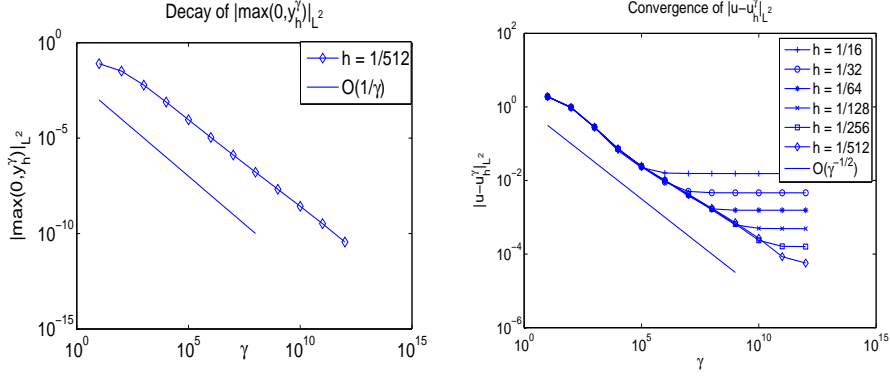 Decay of |max(0,y_h^γ)|_{L^2}
10^0
10^{-5}
10^{-10}
10^{-15}
|max(0,y_h^γ)|_{L^2}
h = 1/512
O(1/γ)
10^0
10^5
10^{10}
10^{15}
γ
Convergence of |u−u_h^γ|_{L^2}
10^2
10^0
10^{-2}
10^{-4}
10^{-6}
|u−u_h^γ|_{L^2}
h = 1/16
h = 1/32
h = 1/64
h = 1/128
h = 1/256
h = 1/512
O(γ^{-1/2})
10^0
10^5
10^{10}
10^{15}
γ